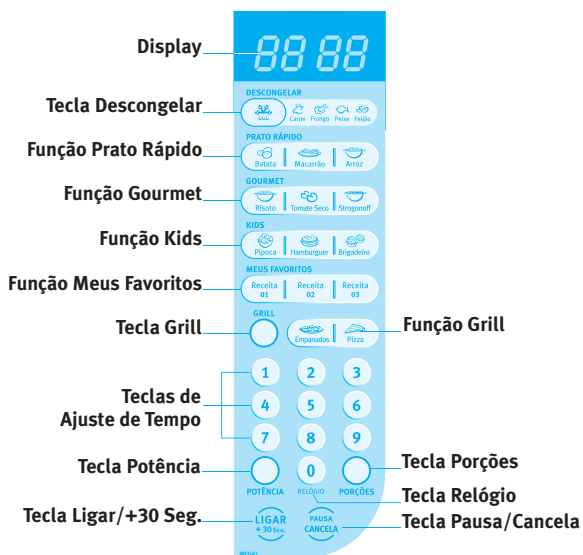 Display
88 88
DESCONGELAR
Tecla Descongelar
Carne Frango Peixe Feijão
PRATO RÁPIDO
Função Prato Rápido
Batata Macarrão Arroz
GOURMET
Função Gourmet
Risoto Tomate Seco Strogonoff
KIDS
Função Kids
Pipoca Hamburguer Brigadeiro
MEUS FAVORITOS
Função Meus Favoritos
Receita 01 Receita 02 Receita 03
GRILL
Tecla Grill
Empanados Pizza
Função Grill
1 2 3
Teclas de
Ajuste de Tempo
4 5 6
7 8 9
Tecla Potência
0
Tecla Porções
POTÊNCIA RELÓGIO PORÇÕES
Tecla Relógio
Tecla Ligar/+30 Seg.
LIGAR
+30 Seg.
PAUSA
CANCELA
Tecla Pausa/Cancela